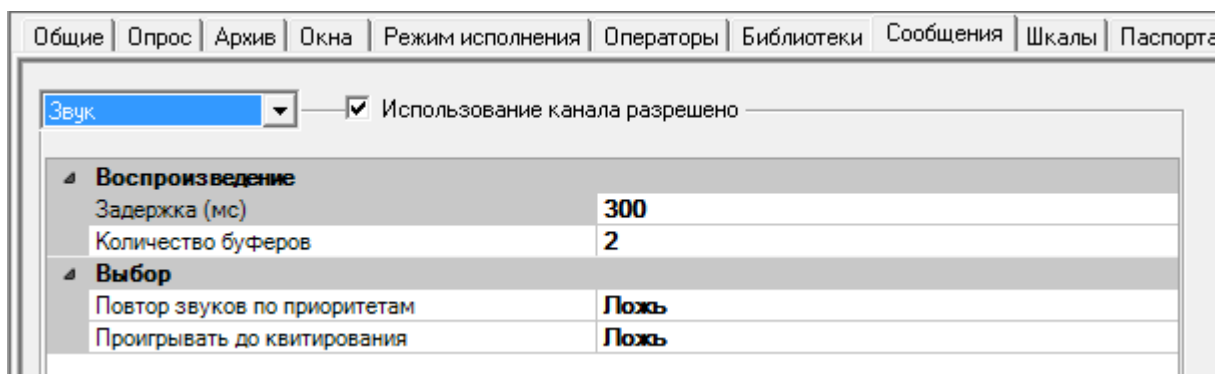 Общие Опрос Архив Окна Режим исполнения Операторы Библиотеки Сообщения Шкалы Паспорта
Звук Использование канала разрешено
Воспроизведение
Задержка (мс) 300
Количество буферов 2
Выбор
Повтор звуков по приоритетам Ложь
Проигрывать до квитирования Ложь